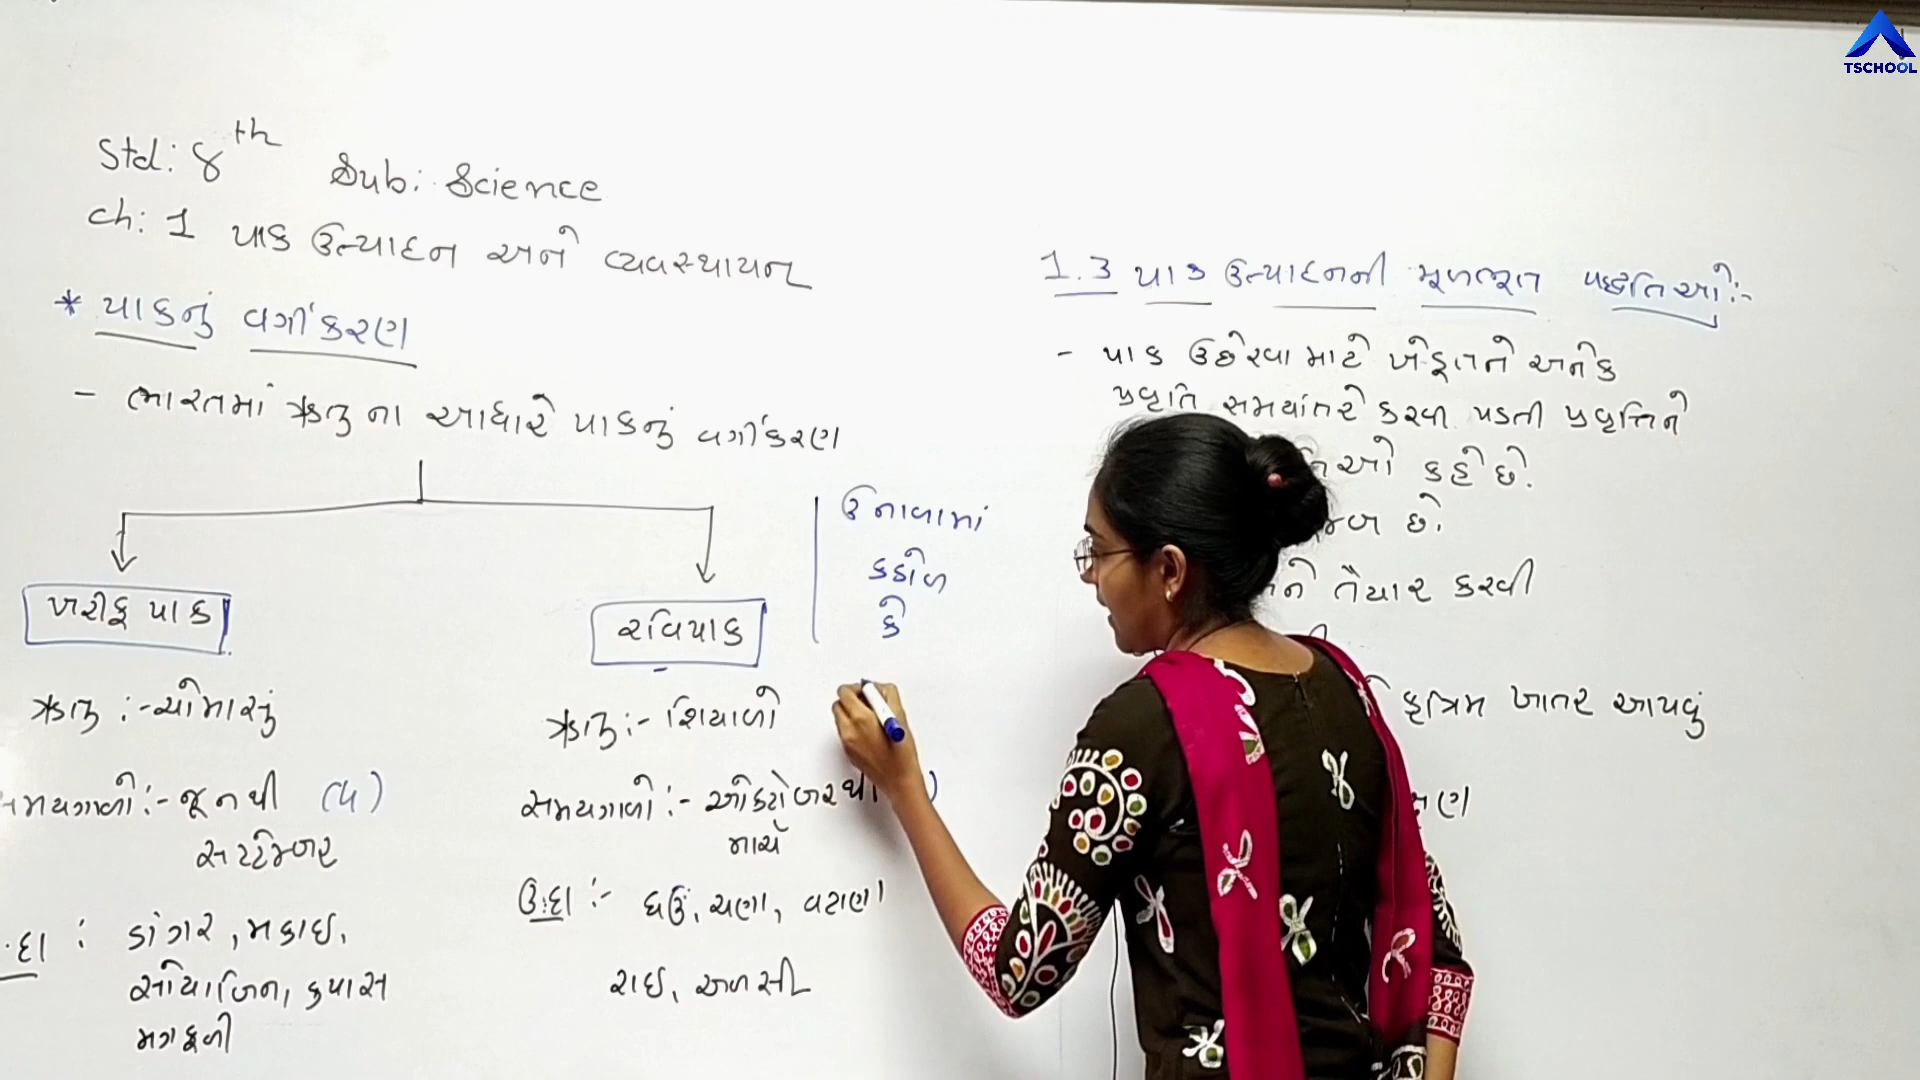 TSCHOOL
Std: 8th Sub: Science
Ch: 1 પાક ઉત્પાદન અને વ્યવસ્થાપન
* પાકનું વર્ગીકરણ
- ભારતમાં ઋતુ ના આધારે પાકનું વર્ગીકરણ
ખરીફ પાક
ઋતુ :- ચોમાસું
સમયગાળો :- જૂન થી (4)
સપ્ટેમ્બર
.દા : ડાંગર, મકાઇ,
સોયાબિન, કપાસ
મગફળી
રવિપાક
ઋતુ :- શિયાળો
સમયગાળો :- ઓક્ટોબર થી )
માર્ચ
ઉ.દા :- ઘઉં, ચણા, વટાણા
રાઇ, અળસી
ઉનાળામાં
કઠોળ
કે
1.3 પાક ઉત્પાદનની મૂળભૂત પદ્ધતિઓ :-
- પાક ઉછેરવા માટે ખેડૂતને અનેક
પ્રવૃતિ સમયાંતરે કરવી પડતી પ્રવૃત્તિને
ઓ કહે છે.
છે.
ને તૈયાર કરવી
કૃત્રિમ ખાતર આપવું
ણ